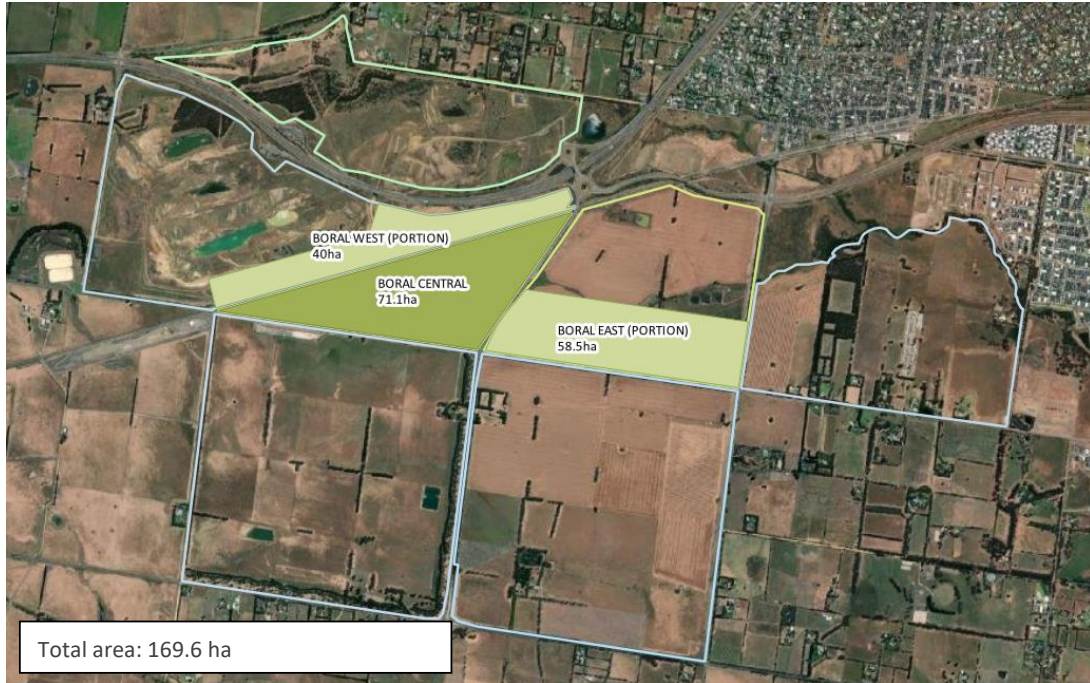 BORAL WEST (PORTION)
40ha
BORAL CENTRAL
71.1ha
BORAL EAST (PORTION)
58.5ha
Total area: 169.6 ha